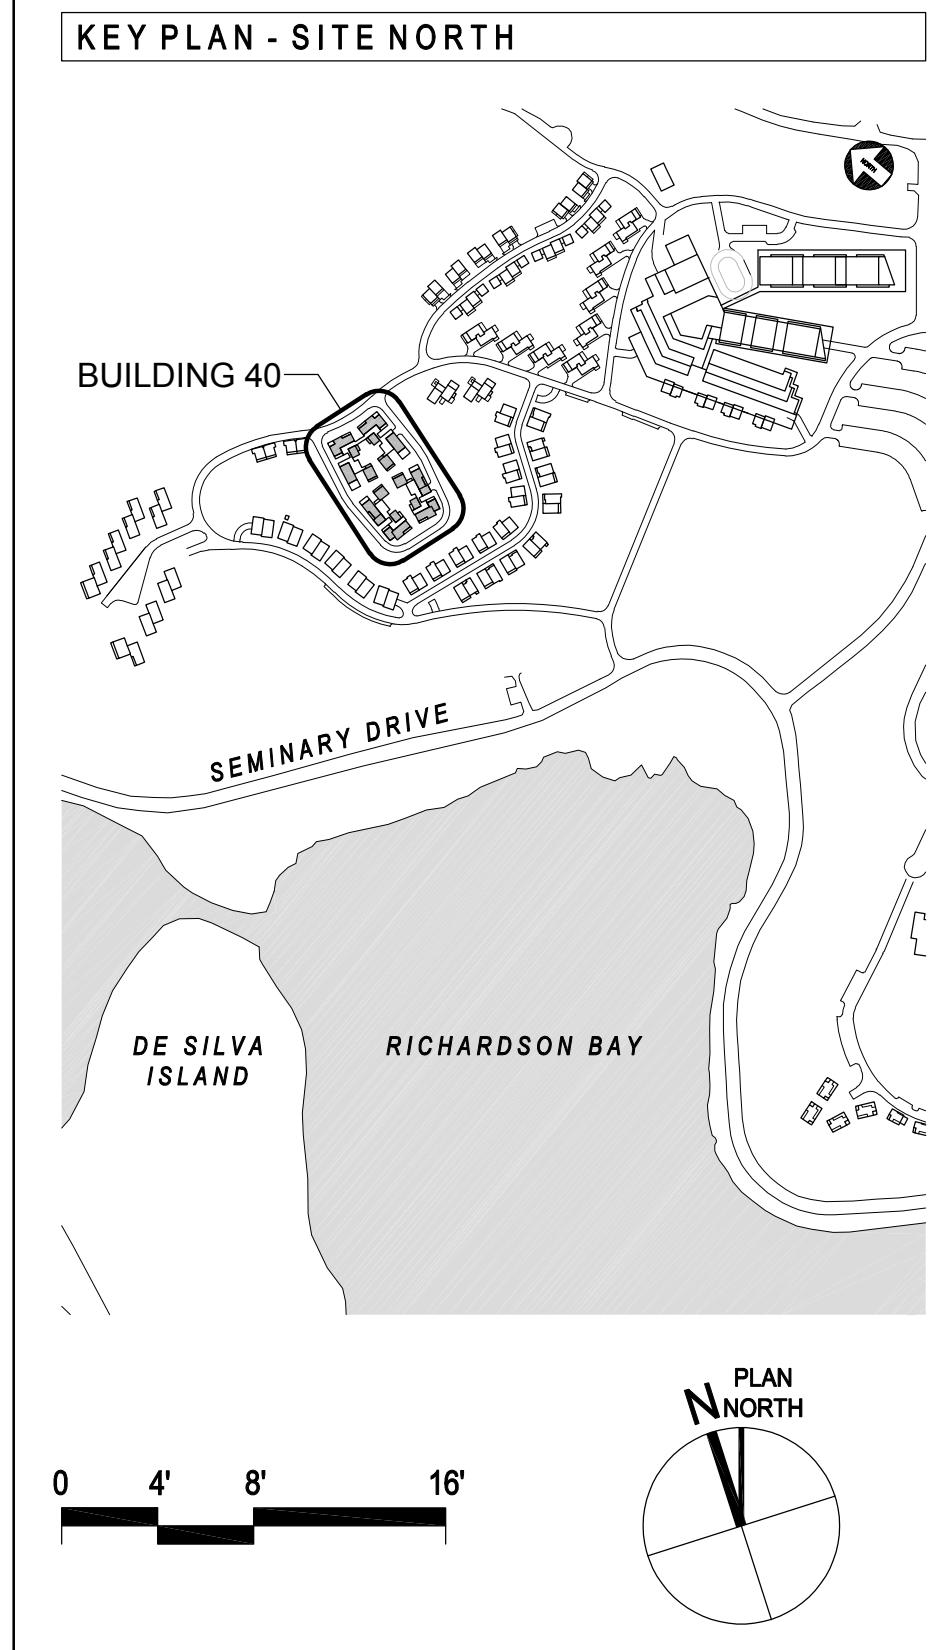 KEY PLAN - SITE NORTH
NORTH
BUILDING 40
SEMINARY DRIVE
DE SILVA
ISLAND
RICHARDSON BAY
N
PLAN
NORTH
0 4' 8' 16'